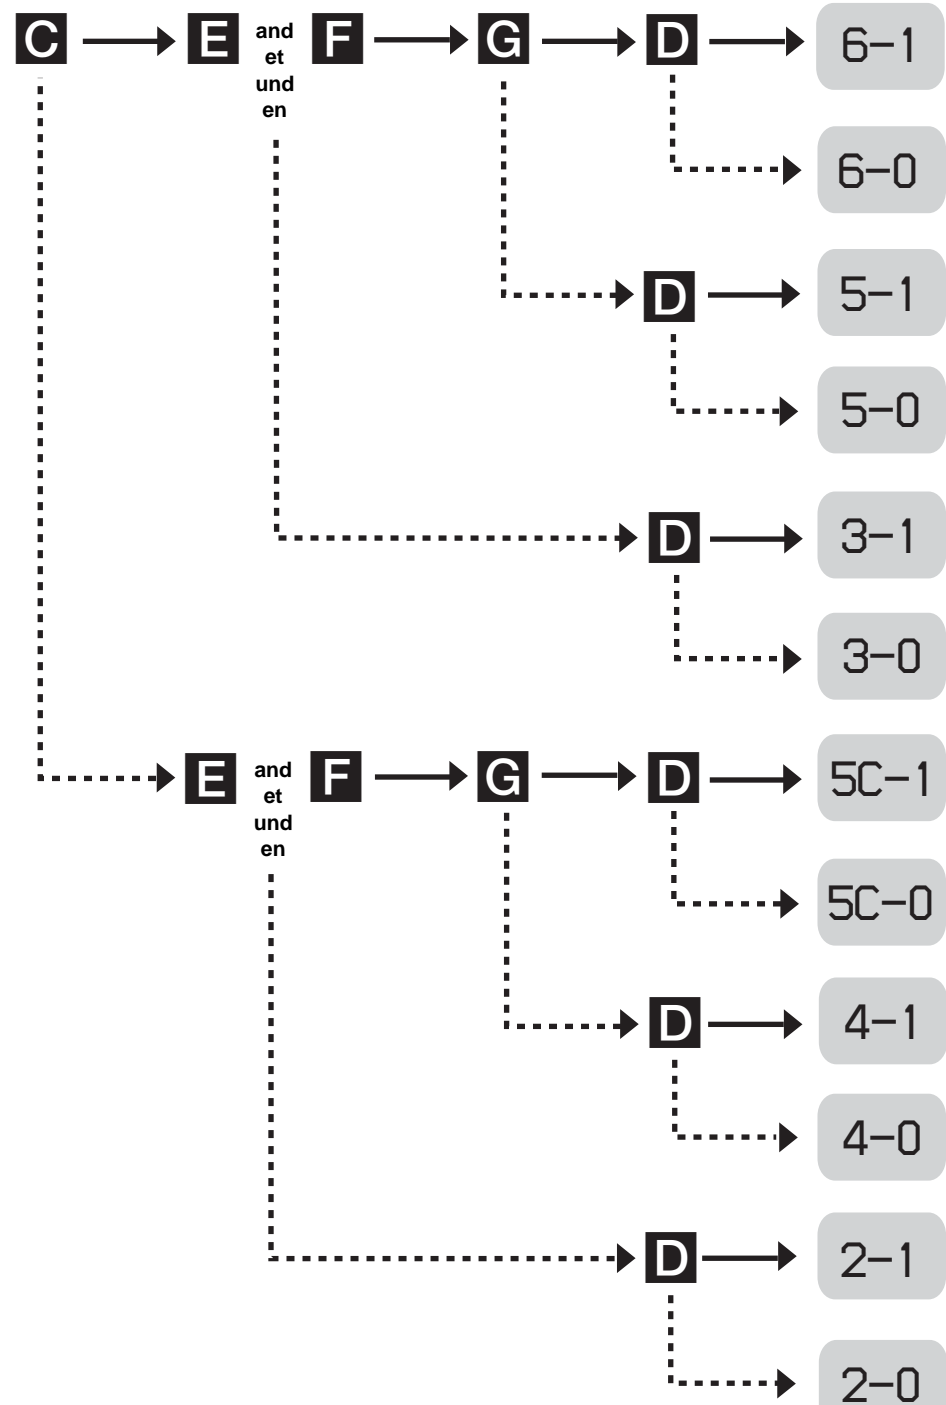 C E and et und en F G D 6-1
6-0
D 5-1
5-0
D 3-1
3-0
E and et und en F G D 5C-1
5C-0
D 4-1
4-0
D 2-1
2-0